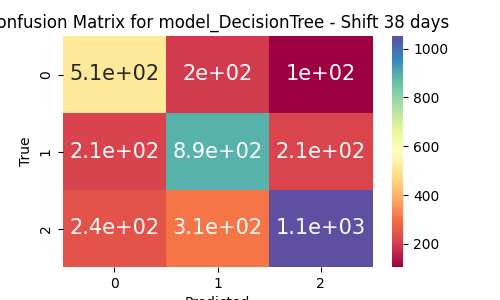 onfusion Matrix for model_DecisionTree - Shift 38 days
0 5.1e+02 2e+02 1e+02
1 2.1e+02 8.9e+02 2.1e+02
2 2.4e+02 3.1e+02 1.1e+03
True
0 1 2
Predicted
1000
800
600
400
200